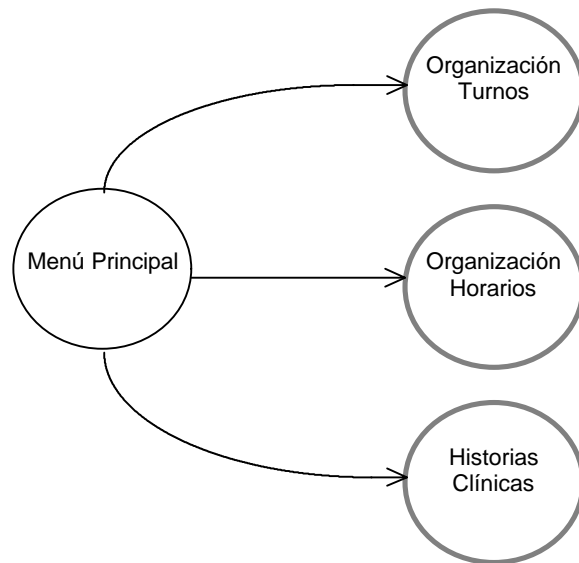 Organización
Turnos
Menú Principal
Organización
Horarios
Historias
Clínicas